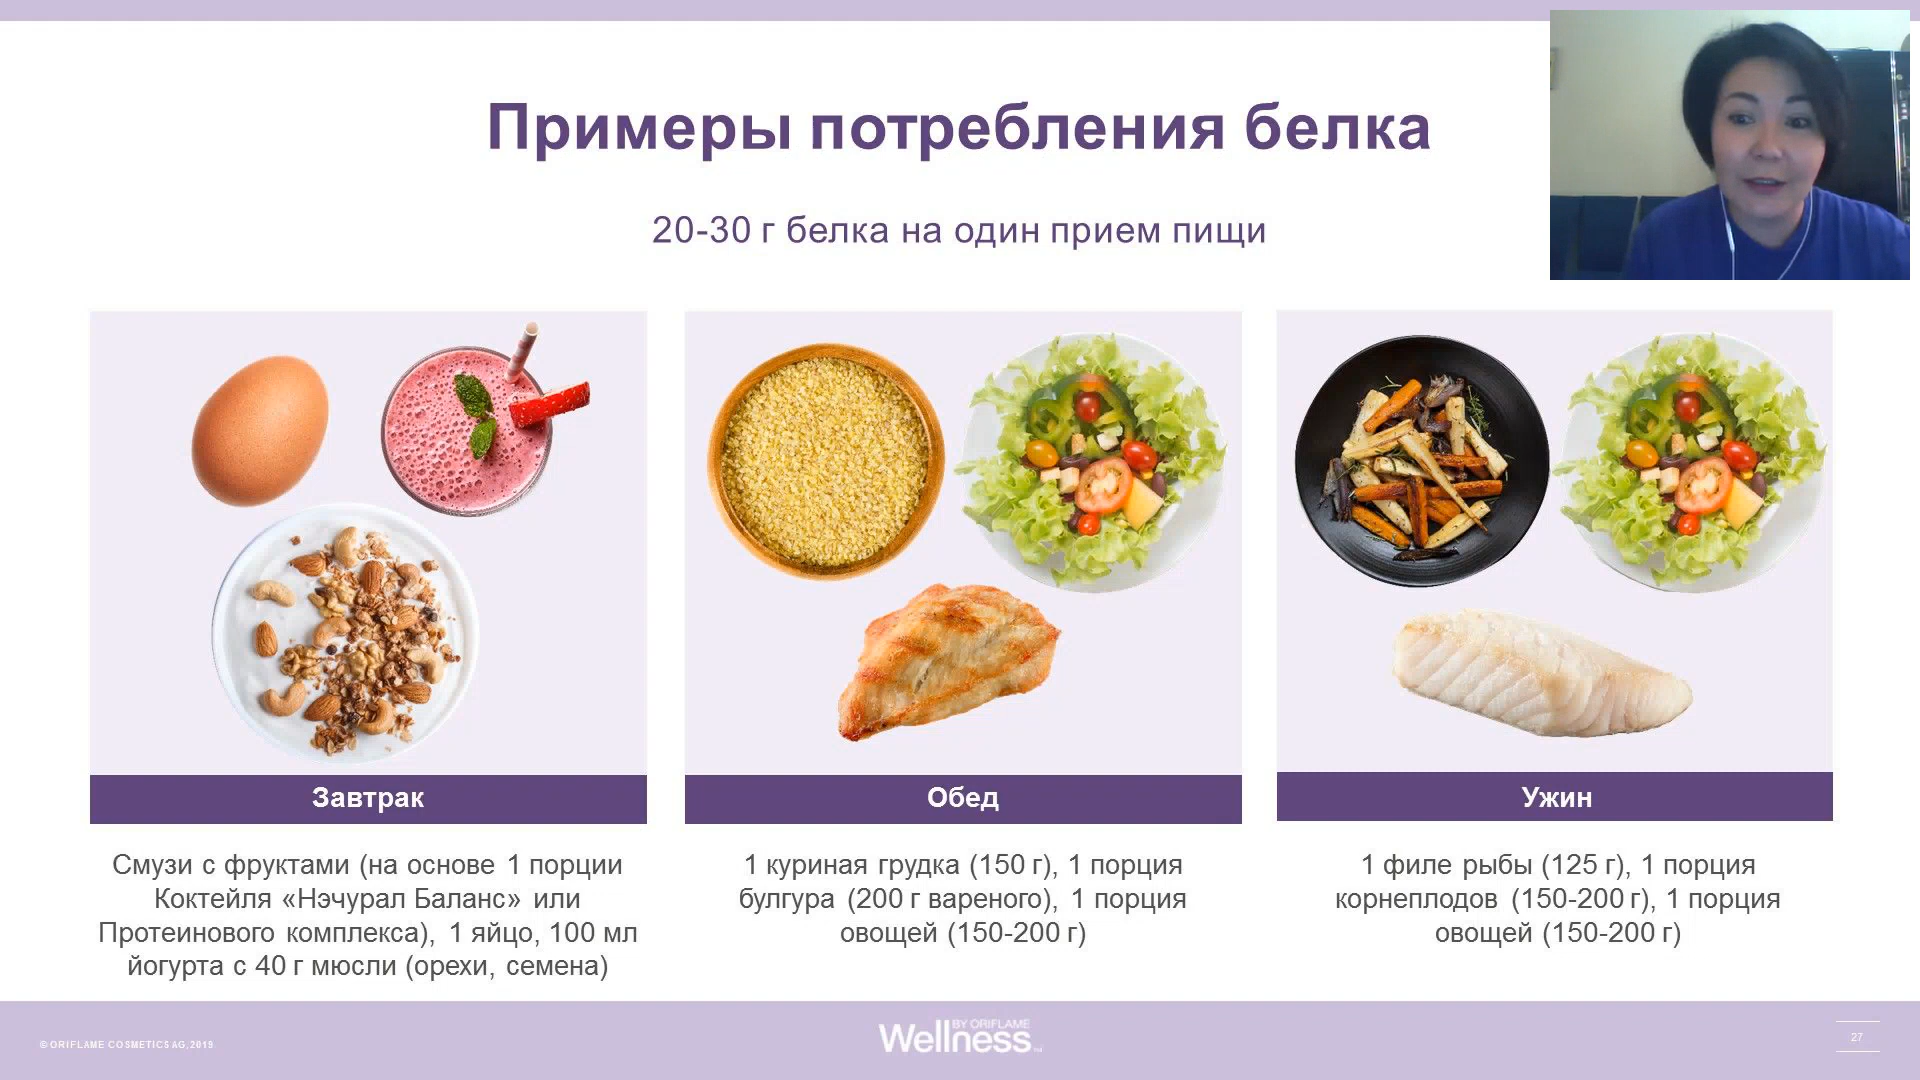 Примеры потребления белка
20-30 г белка на один прием пищи
Завтрак
Смузи с фруктами (на основе 1 порции
Коктейля «Нэчурал Баланс» или
Протеинового комплекса), 1 яйцо, 100 мл
йогурта с 40 г мюсли (орехи, семена)
Обед
1 куриная грудка (150 г), 1 порция
булгура (200 г вареного), 1 порция
овощей (150-200 г)
Ужин
1 филе рыбы (125 г), 1 порция
корнеплодов (150-200 г), 1 порция
овощей (150-200 г)
© ORIFLAME COSMETICS AG, 2019
BY ORIFLAME
Wellness
27